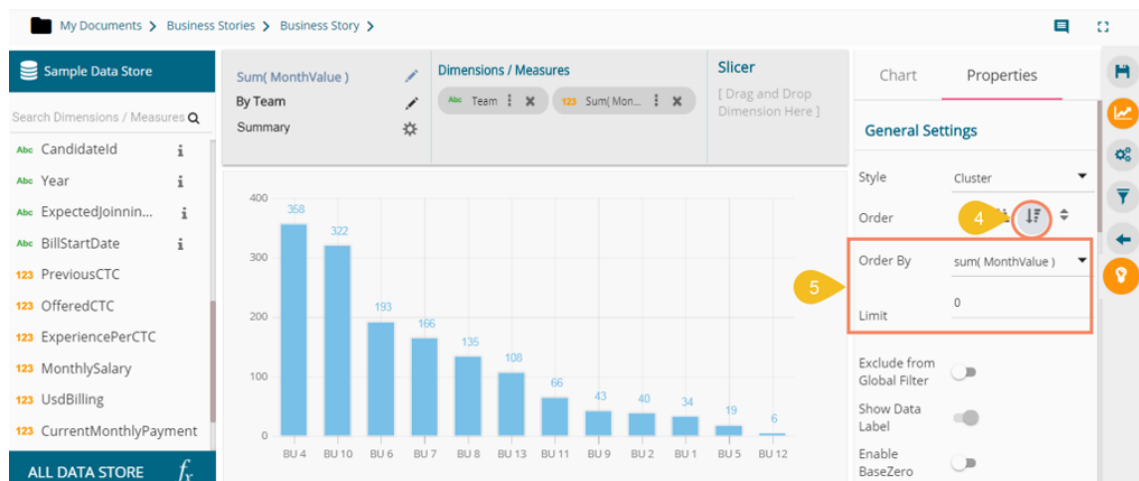 My Documents > Business Stories > Business Story >
Sample Data Store
Search Dimensions / Measures
Abc CandidateId i
Abc Year i
Abc ExpectedJoinnin... i
Abc BillStartDate i
123 PreviousCTC
123 OfferedCTC
123 ExperiencePerCTC
123 MonthlySalary
123 UsdBilling
123 CurrentMonthlyPayment
ALL DATA STORE fx
Sum( MonthValue )
By Team
Summary
Dimensions / Measures
Abc Team
123 Sum( Mon...
Slicer
[ Drag and Drop
Dimension Here ]
400
300
200
100
0
358
322
193
166
135
108
66
43
40
34
19
6
BU 4 BU 10 BU 6 BU 7 BU 8 BU 13 BU 11 BU 9 BU 2 BU 1 BU 5 BU 12
Chart Properties
General Settings
Style Cluster
Order 4
5
Order By sum( MonthValue )
Limit 0
Exclude from
Global Filter
Show Data
Label
Enable
BaseZero